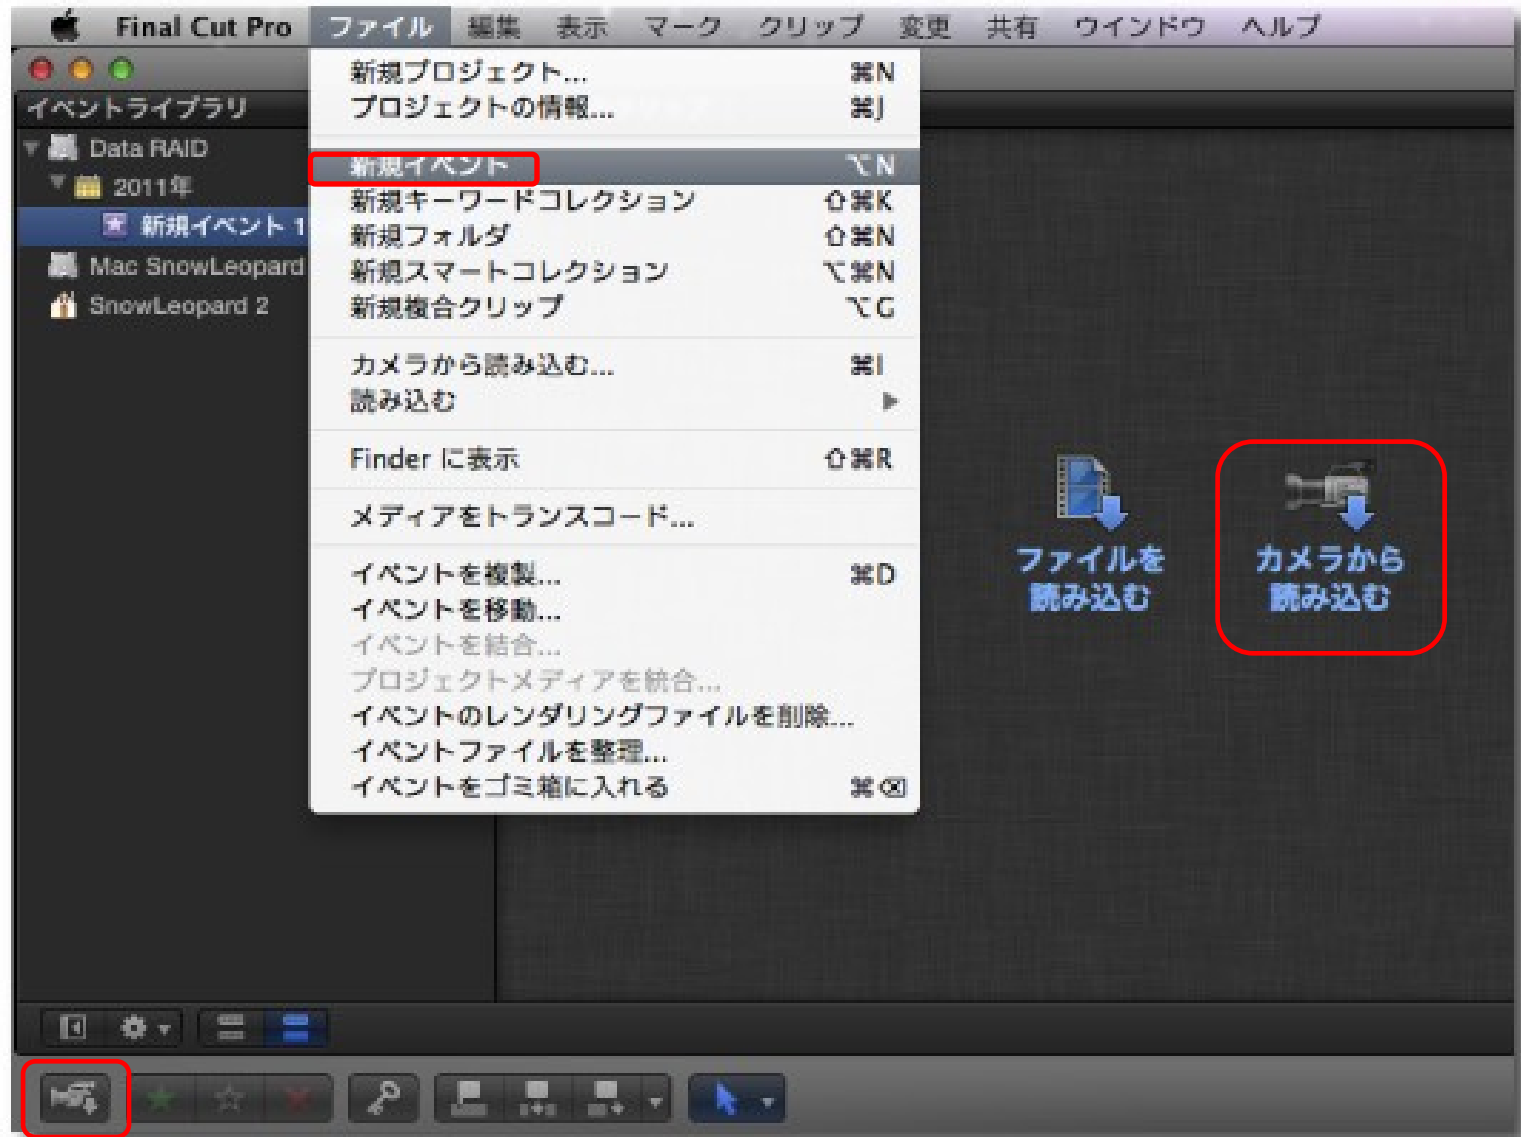 Final Cut Pro ファイル 編集 表示 マーク クリップ 変更 共有 ウインドウ ヘルプ
イベントライブラリ
Data RAID
2011年
新規イベント 1
Mac SnowLeopard
SnowLeopard 2
新規プロジェクト... ⌘N
プロジェクトの情報... ⌘J
新規イベント ⌥N
新規キーワードコレクション ⇧⌘K
新規フォルダ ⇧⌘N
新規スマートコレクション ⌥⌘N
新規複合クリップ ⌥G
カメラから読み込む... ⌘I
読み込む
Finder に表示 ⇧⌘R
メディアをトランスコード...
イベントを複製... ⌘D
イベントを移動...
イベントを結合...
プロジェクトメディアを統合...
イベントのレンダリングファイルを削除...
イベントファイルを整理...
イベントをゴミ箱に入れる ⌘⌫
ファイルを
読み込む
カメラから
読み込む